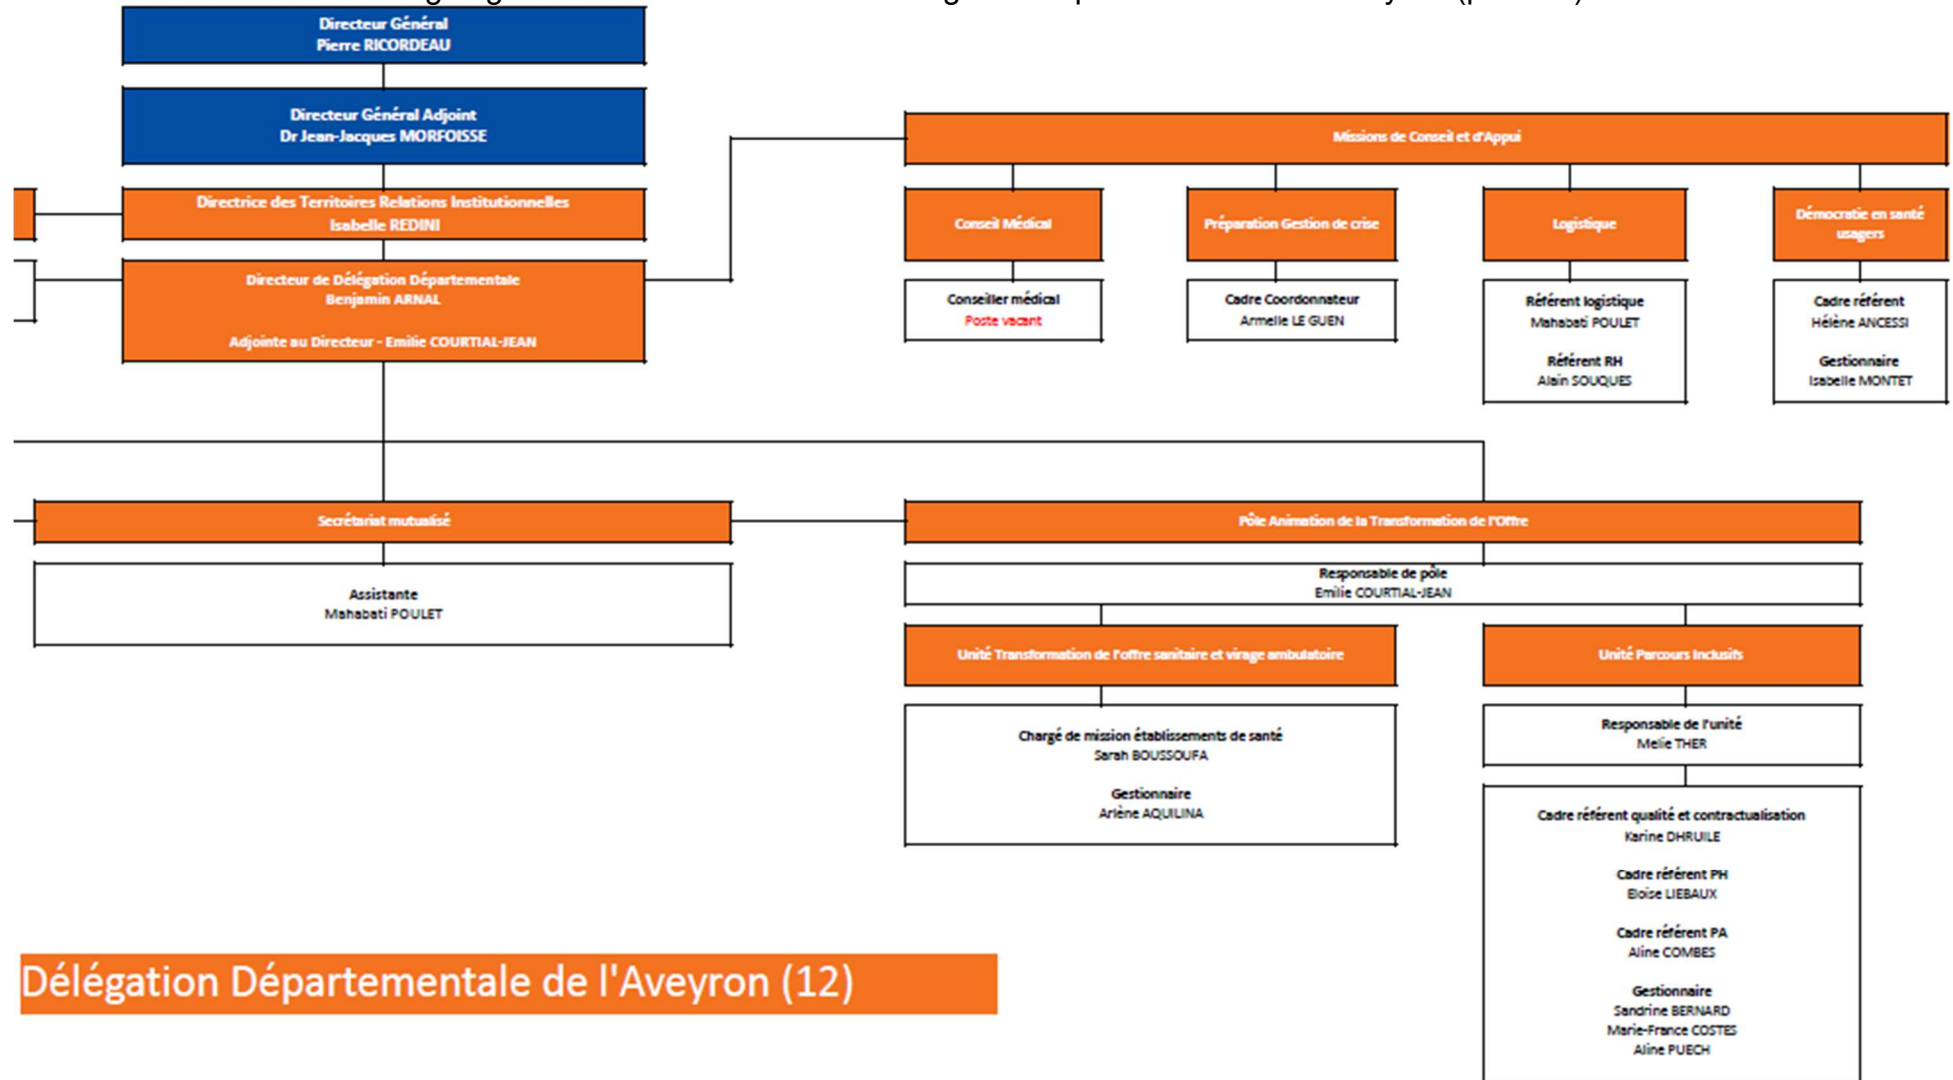 Directeur Général
Pierre RICORDEAU
Directeur Général Adjoint
Dr Jean-Jacques MORFOISSE
Directrice des Territoires Relations Institutionnelles
Isabelle REDINI
Directeur de Délégation Départementale
Benjamin ARNAL
Adjointe au Directeur - Emilie COURTIAL-JEAN
Missions de Conseil et d'Appui
Conseil Médical
Conseiller médical
Poste vacant
Préparation Gestion de crise
Cadre Coordonnateur
Armelle LE GUEN
Logistique
Référent logistique
Mahabati POULET
Référent RH
Alain SOUQUES
Démocratie en santé
usagers
Cadre référent
Hélène ANCESSI
Gestionnaire
Isabelle MONTET
Secrétariat mutualisé
Assistante
Mahabati POULET
Pôle Animation de la Transformation de l'Offre
Responsable de pôle
Emilie COURTIAL-JEAN
Unité Transformation de l'offre sanitaire et virage ambulatoire
Chargé de mission établissements de santé
Sarah BOUSSOUFA
Gestionnaire
Arlène AQUILINA
Unité Parcours Inclusifs
Responsable de l'unité
Melie THER
Cadre référent qualité et contractualisation
Karine DHRUILE
Cadre référent PH
Eloise LIEBAUX
Cadre référent PA
Aline COMBES
Gestionnaire
Sandrine BERNARD
Marie-France COSTES
Aline PUECH
Délégation Départementale de l'Aveyron (12)